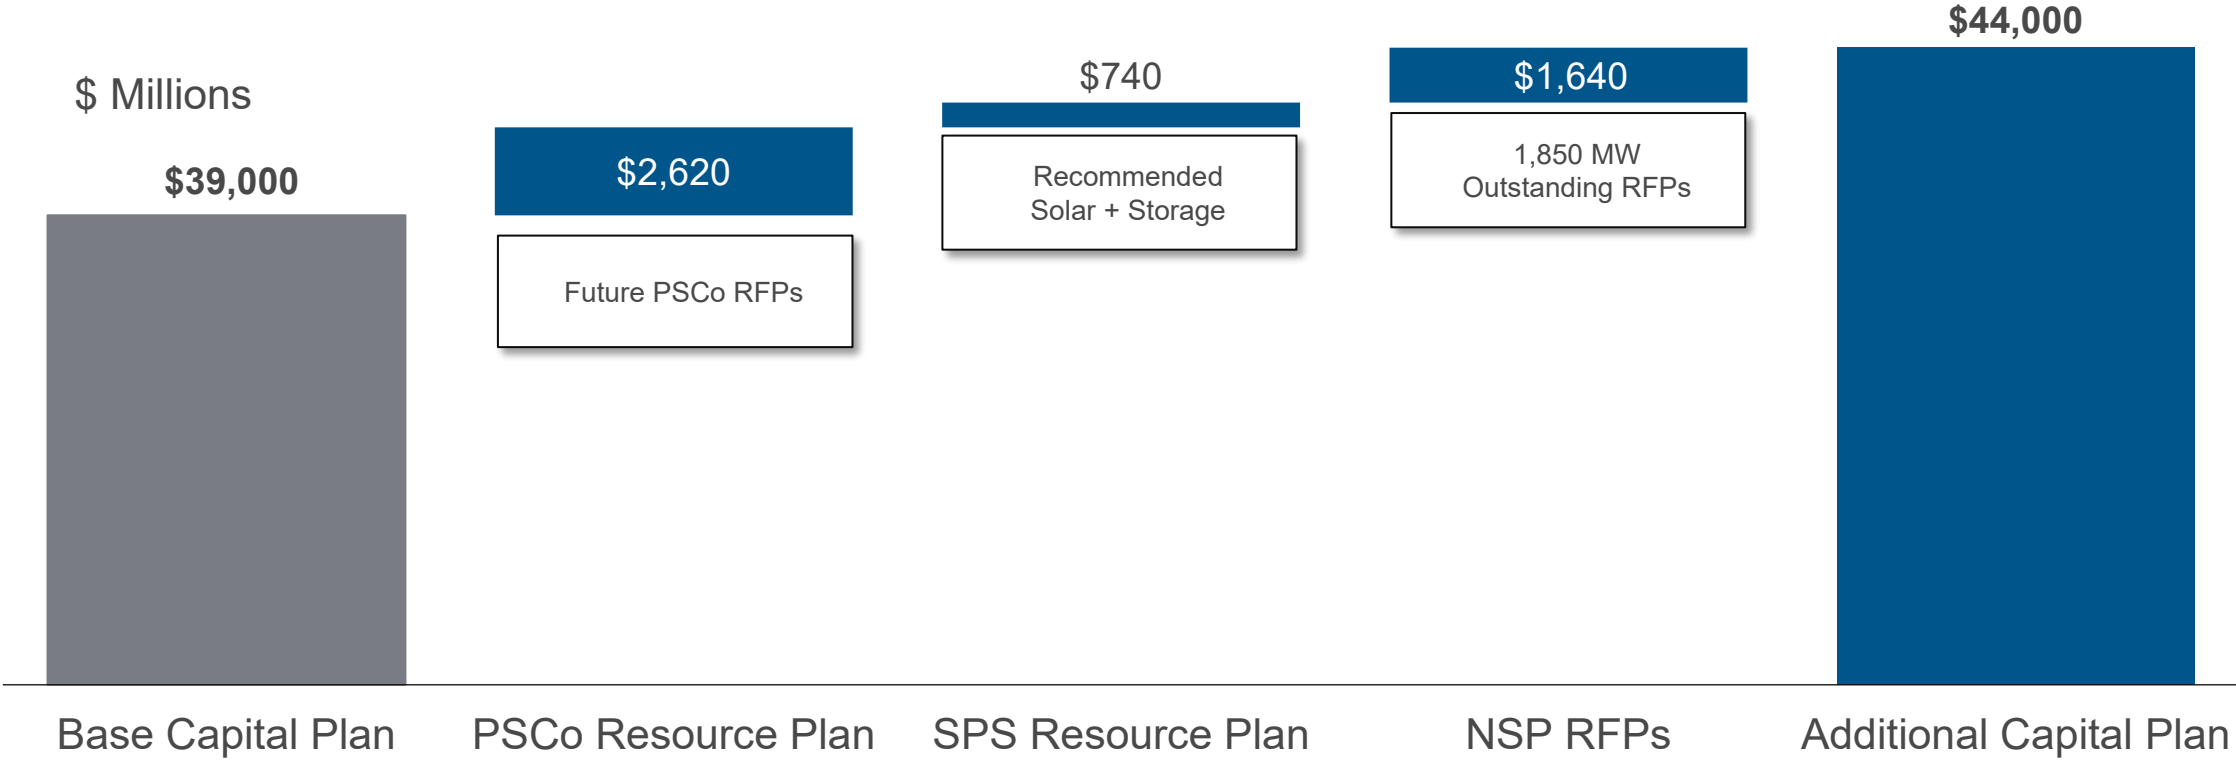 $ Millions
$39,000
$2,620
Future PSCo RFPs
$740
Recommended
Solar + Storage
$1,640
1,850 MW
Outstanding RFPs
$44,000
Base Capital Plan
PSCo Resource Plan
SPS Resource Plan
NSP RFPs
Additional Capital Plan